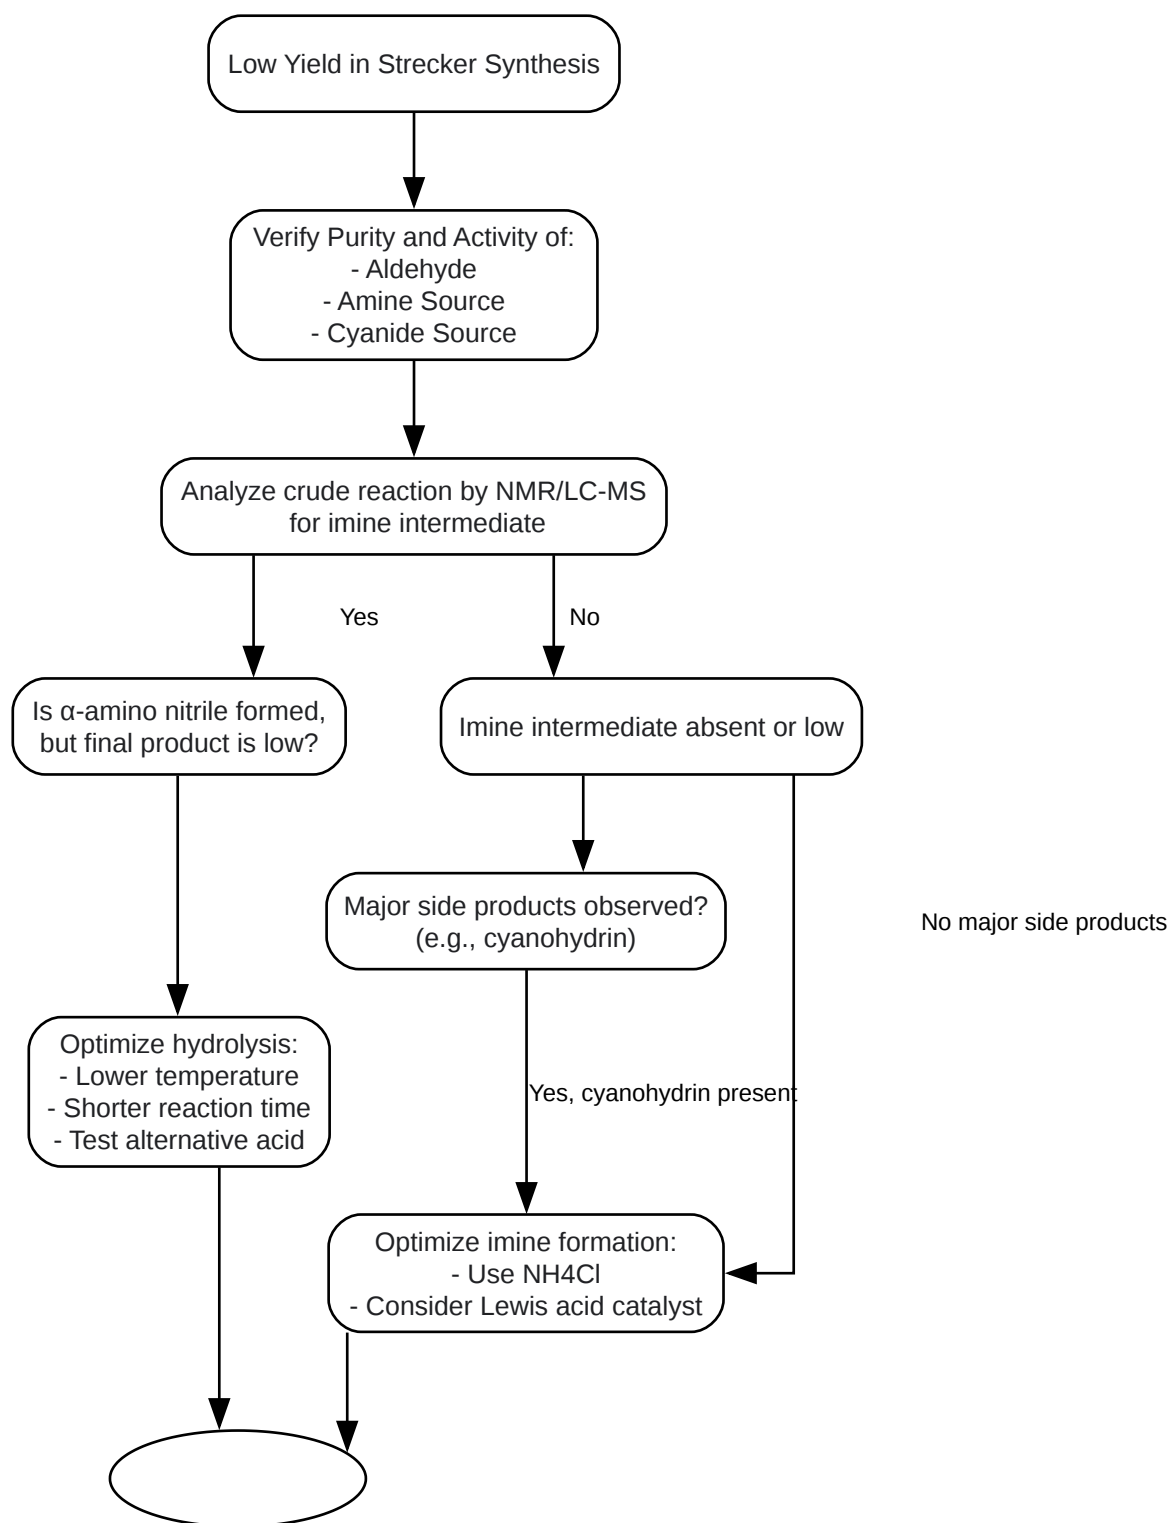 Low Yield in Strecker Synthesis
Verify Purity and Activity of:
- Aldehyde
- Amine Source
- Cyanide Source
Analyze crude reaction by NMR/LC-MS
for imine intermediate
Yes
No
Is α-amino nitrile formed,
but final product is low?
Imine intermediate absent or low
Major side products observed?
(e.g., cyanohydrin)
No major side products
Optimize hydrolysis:
- Lower temperature
- Shorter reaction time
- Test alternative acid
Yes, cyanohydrin present
Optimize imine formation:
- Use NH4Cl
- Consider Lewis acid catalyst